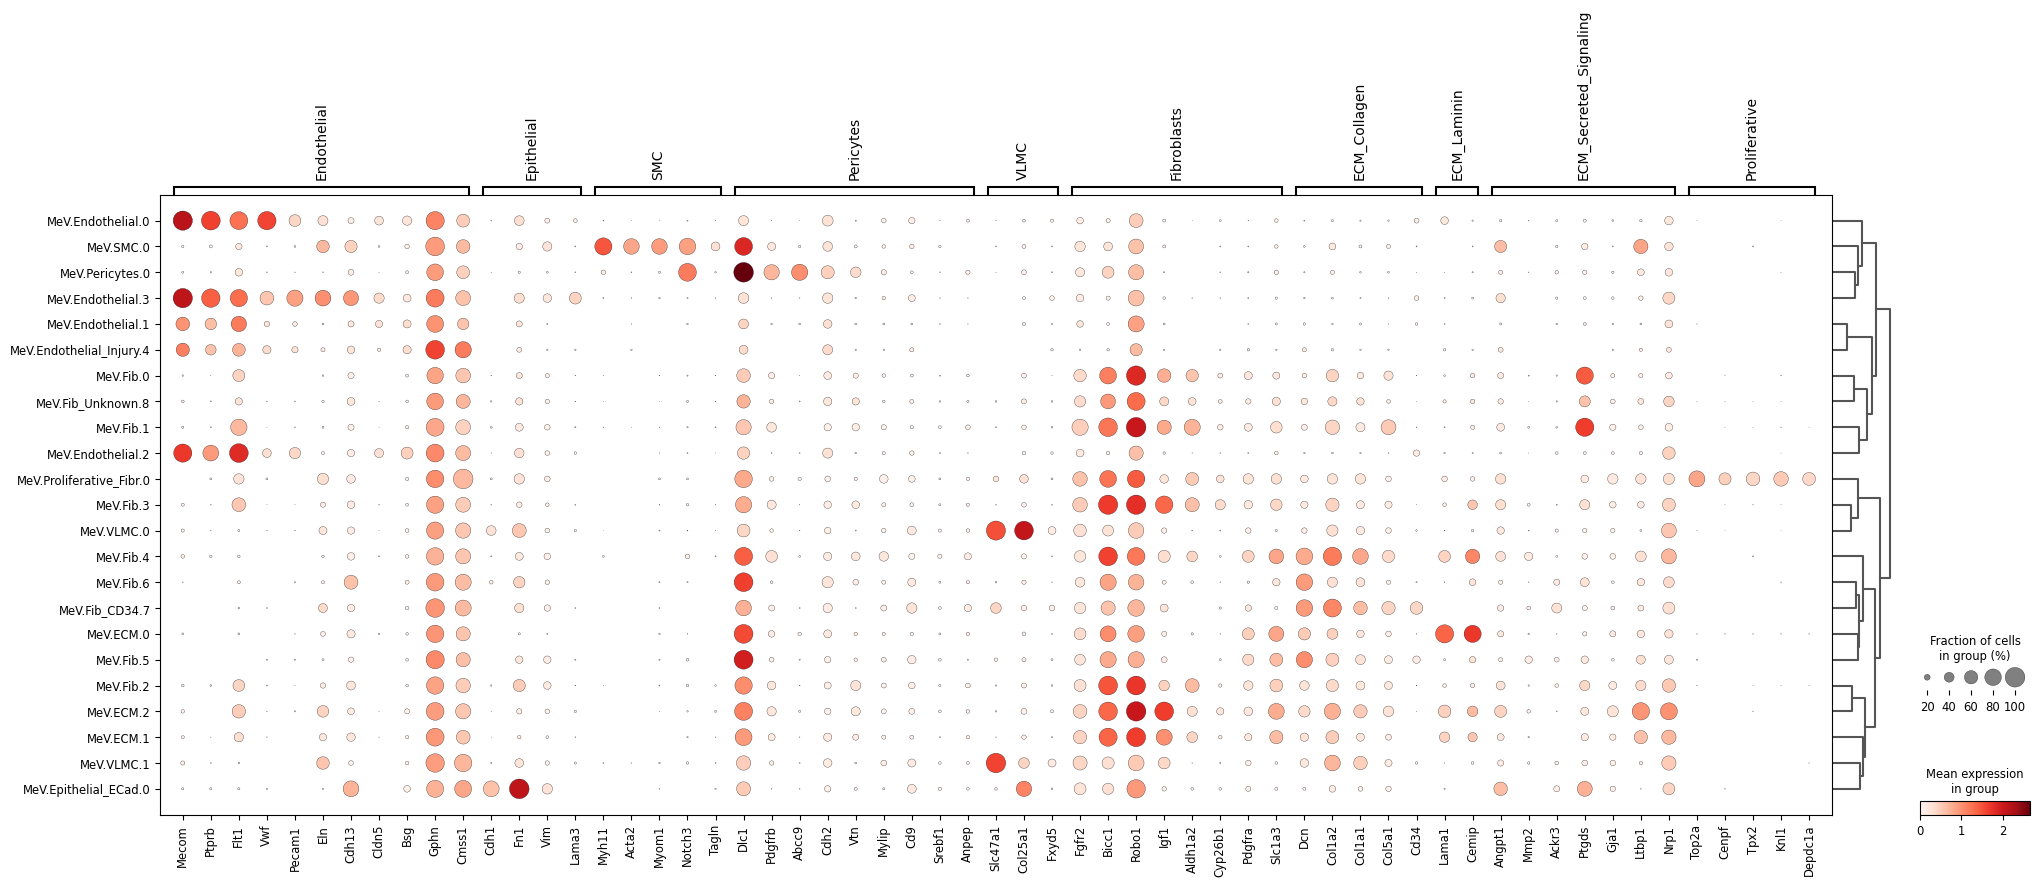 Endothelial
Epithelial
SMC
Pericytes
VLMC
Fibroblasts
ECM_Collagen
ECM_Laminin
ECM_Secreted_Signaling
Proliferative
MeV.Endothelial.0
MeV.SMC.0
MeV.Pericytes.0
MeV.Endothelial.3
MeV.Endothelial.1
MeV.Endothelial_Injury.4
MeV.Fib.0
MeV.Fib_Unknown.8
MeV.Fib.1
MeV.Endothelial.2
MeV.Proliferative_Fibr.0
MeV.Fib.3
MeV.VLMC.0
MeV.Fib.4
MeV.Fib.6
MeV.Fib_CD34.7
MeV.ECM.0
MeV.Fib.5
MeV.Fib.2
MeV.ECM.2
MeV.ECM.1
MeV.VLMC.1
MeV.Epithelial_ECad.0
Mecom
Ptprb
Flt1
Vwf
Pecam1
Eln
Cdh13
Cldn5
Bsg
Gphn
Cmss1
Cdh1
Fn1
Vim
Lama3
Myh11
Acta2
Myom1
Notch3
Tagln
Dlc1
Pdgfrb
Abcc9
Cdh2
Vtn
Mylip
Cd9
Srebf1
Anpep
Slc47a1
Col25a1
Fxyd5
Fgfr2
Bicc1
Robo1
Igf1
Aldh1a2
Cyp26b1
Pdgfra
Slc1a3
Dcn
Col1a2
Col1a1
Col5a1
Cd34
Lama1
Cemip
Angpt1
Mmp2
Ackr3
Ptgds
Gja1
Ltbp1
Nrp1
Top2a
Cenpf
Tpx2
Knl1
Depdc1a
Fraction of cells
in group (%)
20 40 60 80 100
Mean expression
in group
0 1 2